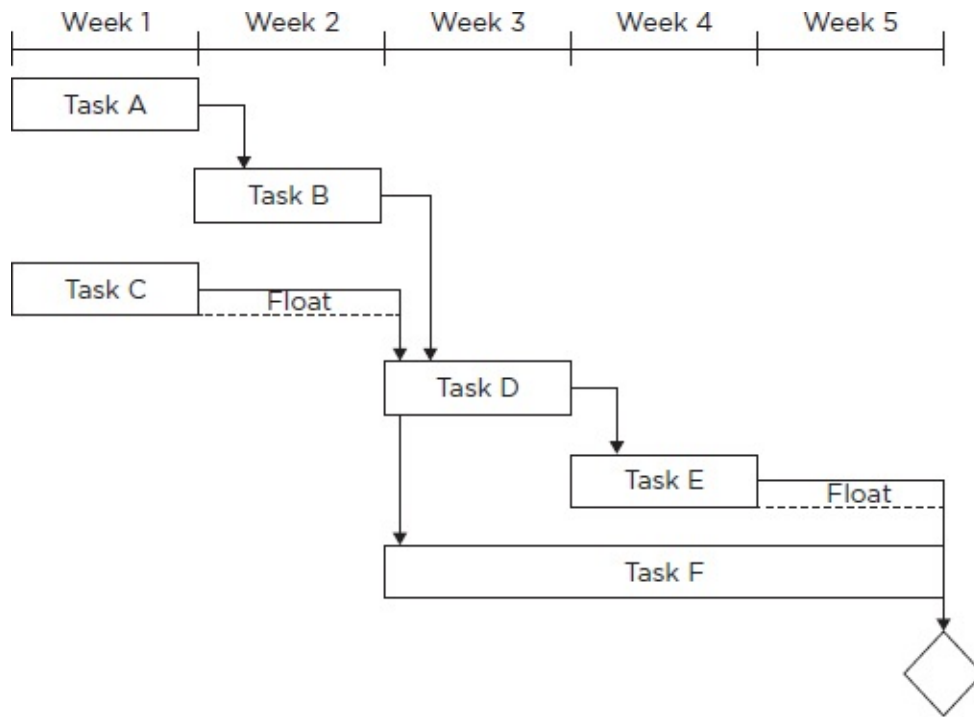 Week 1 Week 2 Week 3 Week 4 Week 5
Task A
Task B
Task C
Float
Task D
Task E
Float
Task F